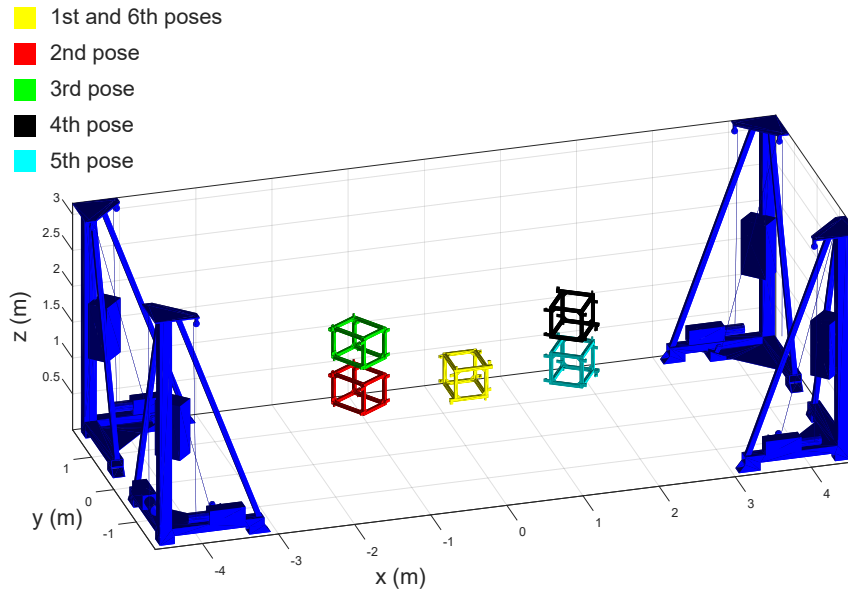 1st and 6th poses
2nd pose
3rd pose
4th pose
5th pose
3
2.5
2
1.5
1
0.5
z (m)
1
0
-1
y (m)
-4
-3
-2
-1
0
1
2
3
4
x (m)